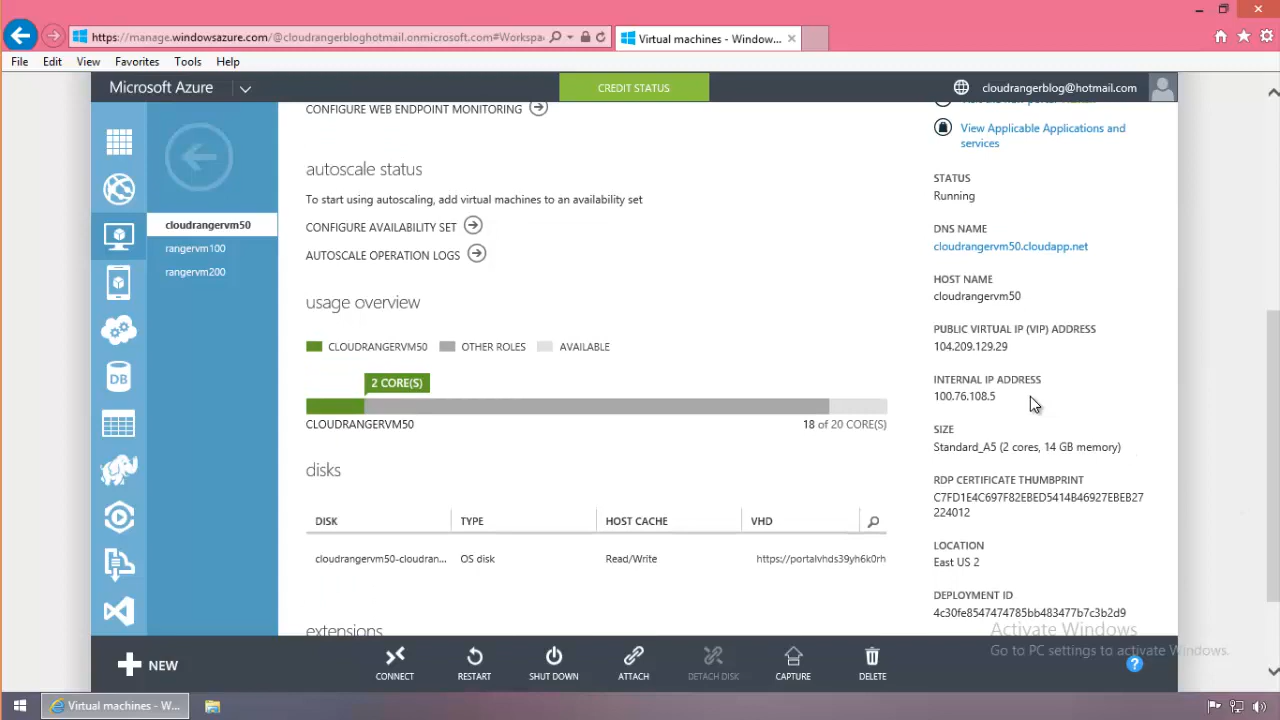 https://manage.windowsazure.com/@cloudrangerbloghotmail.onmicrosoft.com#Workspa
Virtual machines - Window...
File Edit View Favorites Tools Help
Microsoft Azure
CREDIT STATUS
cloudrangerblog@hotmail.com
cloudrangervm50
rangervm100
rangervm200
DB
CONFIGURE WEB ENDPOINT MONITORING
autoscale status
To start using autoscaling, add virtual machines to an availability set
CONFIGURE AVAILABILITY SET
AUTOSCALE OPERATION LOGS
usage overview
CLOUDRANGERVM50 OTHER ROLES AVAILABLE
2 CORE(S)
CLOUDRANGERVM50 18 of 20 CORE(S)
disks
DISK TYPE HOST CACHE VHD
cloudrangervm50-cloudran... OS disk Read/Write https://portalvhds39yh6k0rh
extensions
View Applicable Applications and
services
STATUS
Running
DNS NAME
cloudrangervm50.cloudapp.net
HOST NAME
cloudrangervm50
PUBLIC VIRTUAL IP (VIP) ADDRESS
104.209.129.29
INTERNAL IP ADDRESS
100.76.108.5
SIZE
Standard_A5 (2 cores, 14 GB memory)
RDP CERTIFICATE THUMBPRINT
C7FD1E4C697F82EBED5414B46927EBEB27
224012
LOCATION
East US 2
DEPLOYMENT ID
4c30fe8547474785bb483477b7c3b2d9
Activate Windows
Go to PC settings to activate Windows.
NEW
CONNECT RESTART SHUT DOWN ATTACH DETACH DISK CAPTURE DELETE
?
Virtual machines - W...